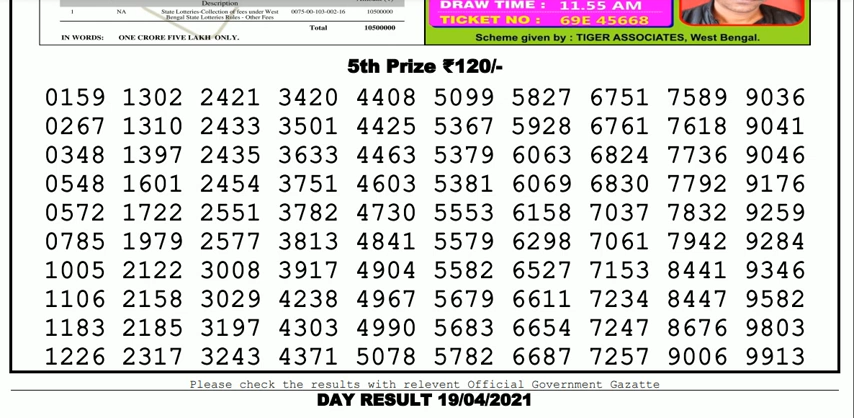 Description
1 NA State Lotteries-Collection of fees under West 0075-00-103-002-16 10500000
Bengal State Lotteries Rules - Other Fees
Total 10500000
IN WORDS: ONE CRORE FIVE LAKH ONLY.
DRAW TIME : 11.55 AM
TICKET NO : 69E 45668
Scheme given by : TIGER ASSOCIATES, West Bengal.
5th Prize ₹120/-
0159 1302 2421 3420 4408 5099 5827 6751 7589 9036
0267 1310 2433 3501 4425 5367 5928 6761 7618 9041
0348 1397 2435 3633 4463 5379 6063 6824 7736 9046
0548 1601 2454 3751 4603 5381 6069 6830 7792 9176
0572 1722 2551 3782 4730 5553 6158 7037 7832 9259
0785 1979 2577 3813 4841 5579 6298 7061 7942 9284
1005 2122 3008 3917 4904 5582 6527 7153 8441 9346
1106 2158 3029 4238 4967 5679 6611 7234 8447 9582
1183 2185 3197 4303 4990 5683 6654 7247 8676 9803
1226 2317 3243 4371 5078 5782 6687 7257 9006 9913
Please check the results with relevent Official Government Gazatte
DAY RESULT 19/04/2021